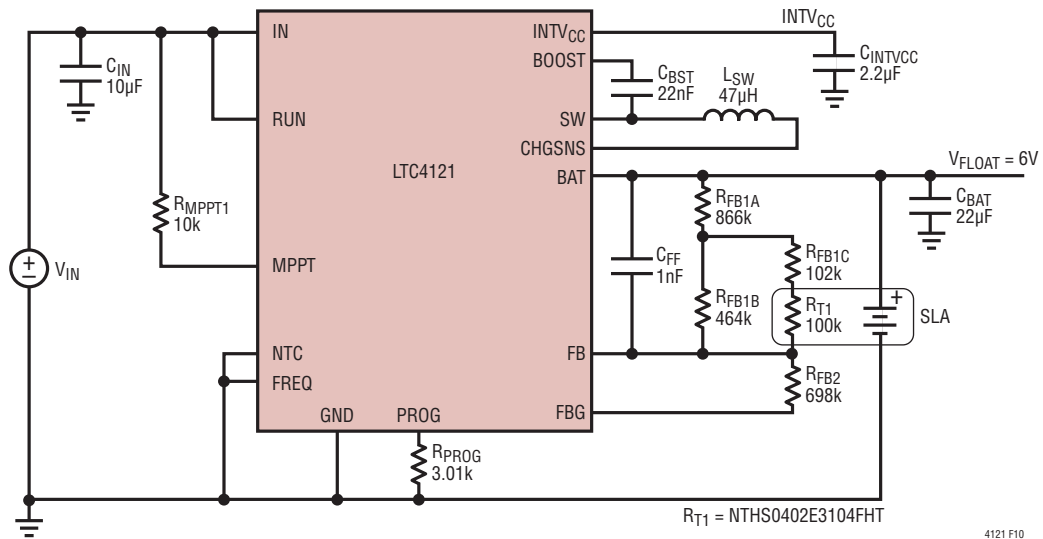 INTVCC
IN
INTVCC
BOOST
CIN
10µF
CINTVCC
2.2µF
CBST
22nF
LSW
47µH
RUN
SW
CHGSNS
LTC4121
BAT
VFLOAT = 6V
RMPPT1
10k
RFB1A
866k
CBAT
22µF
VIN
MPPT
CFF
1nF
RFB1C
102k
RFB1B
464k
RT1
100k
+
SLA
+
–
NTC
FB
FREQ
RFB2
698k
GND
PROG
FBG
RPROG
3.01k
RT1 = NTHS0402E3104FHT
4121 F10